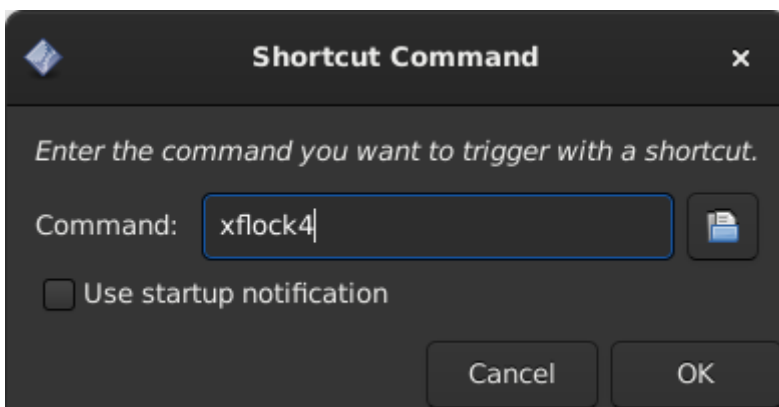 Shortcut Command
Enter the command you want to trigger with a shortcut.
Command: xflock4
Use startup notification
Cancel OK